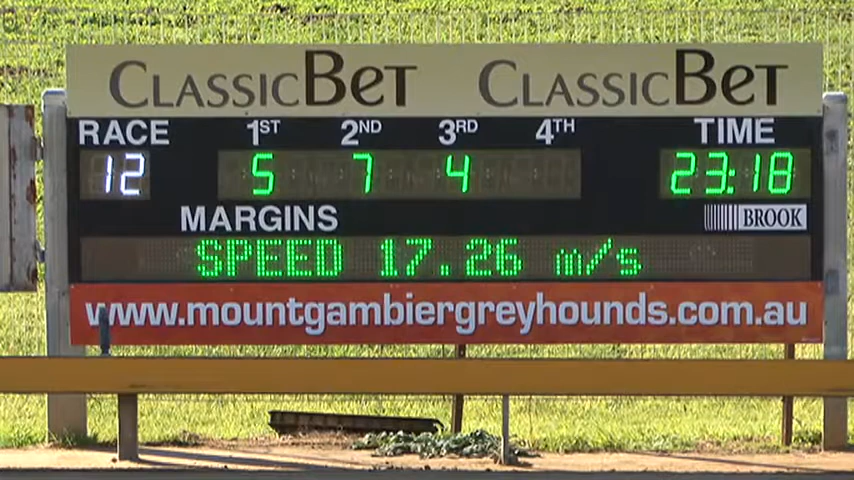 CLASSICBET CLASSICBET
RACE 1ST 2ND 3RD 4TH TIME
12 5 7 4 23:18
MARGINS BROOK
SPEED 17.26 m/s
www.mountgambiergreyhounds.com.au